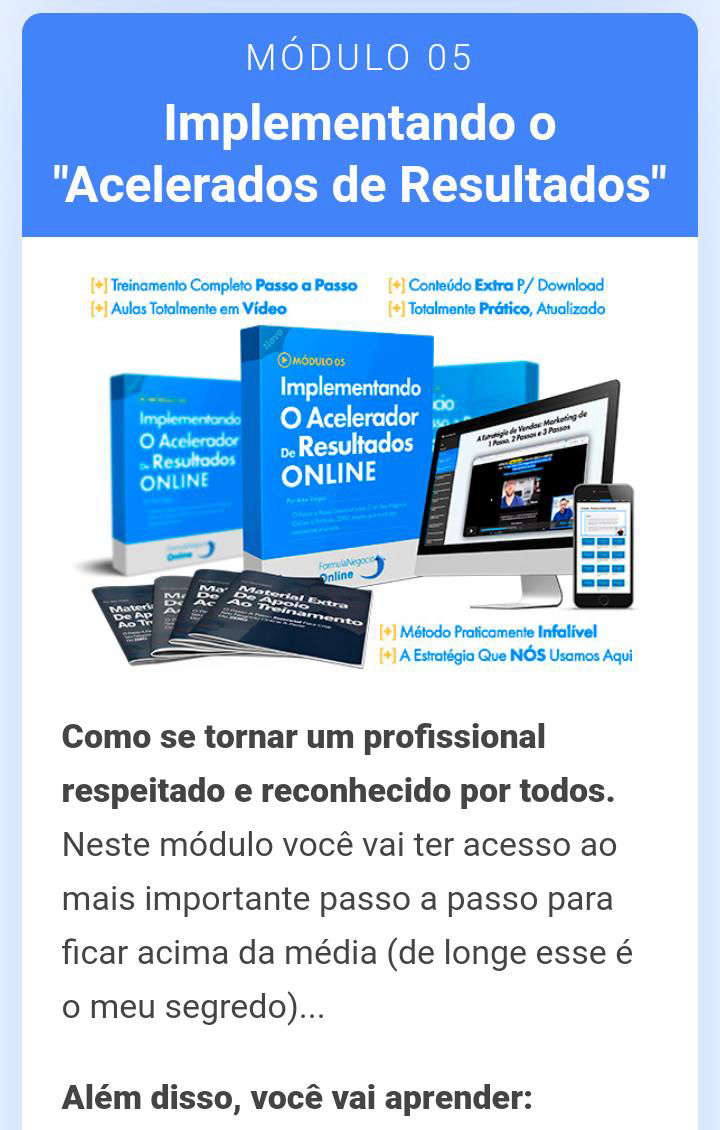 MÓDULO 05
Implementando o
"Acelerados de Resultados"
[+] Treinamento Completo Passo a Passo
[+] Aulas Totalmente em Vídeo
[+] Conteúdo Extra P/ Download
[+] Totalmente Prático, Atualizado
Novo
MÓDULO 05
Implementando
O Acelerador
De Resultados
ONLINE
Por Alex Vargas
FormulaNegocio
Online
Implementando
O Acelerador
De Resultados
ONLINE
A Estratégia de Vendas: Marketing de
1 Passo, 2 Passos e 3 Passos
Material Extra
De Apoio
Ao Treinamento
[+] Método Praticamente Infalível
[+] A Estratégia Que NÓS Usamos Aqui
Como se tornar um profissional
respeitado e reconhecido por todos.
Neste módulo você vai ter acesso ao
mais importante passo a passo para
ficar acima da média (de longe esse é
o meu segredo)...
Além disso, você vai aprender: